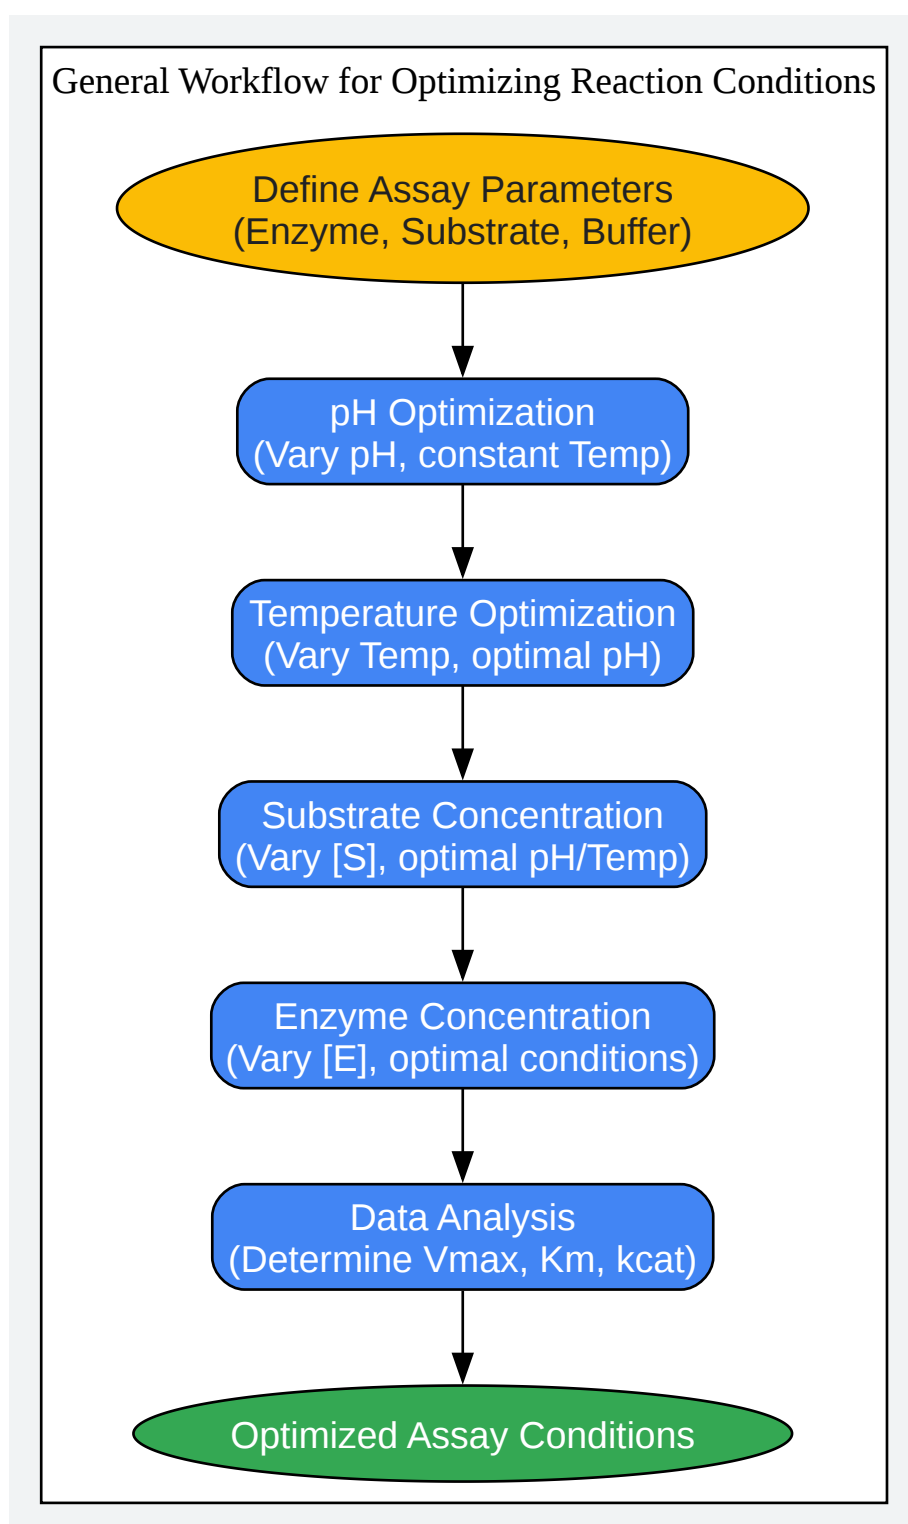 General Workflow for Optimizing Reaction Conditions
Define Assay Parameters
(Enzyme, Substrate, Buffer)
pH Optimization
(Vary pH, constant Temp)
Temperature Optimization
(Vary Temp, optimal pH)
Substrate Concentration
(Vary [S], optimal pH/Temp)
Enzyme Concentration
(Vary [E], optimal conditions)
Data Analysis
(Determine Vmax, Km, kcat)
Optimized Assay Conditions